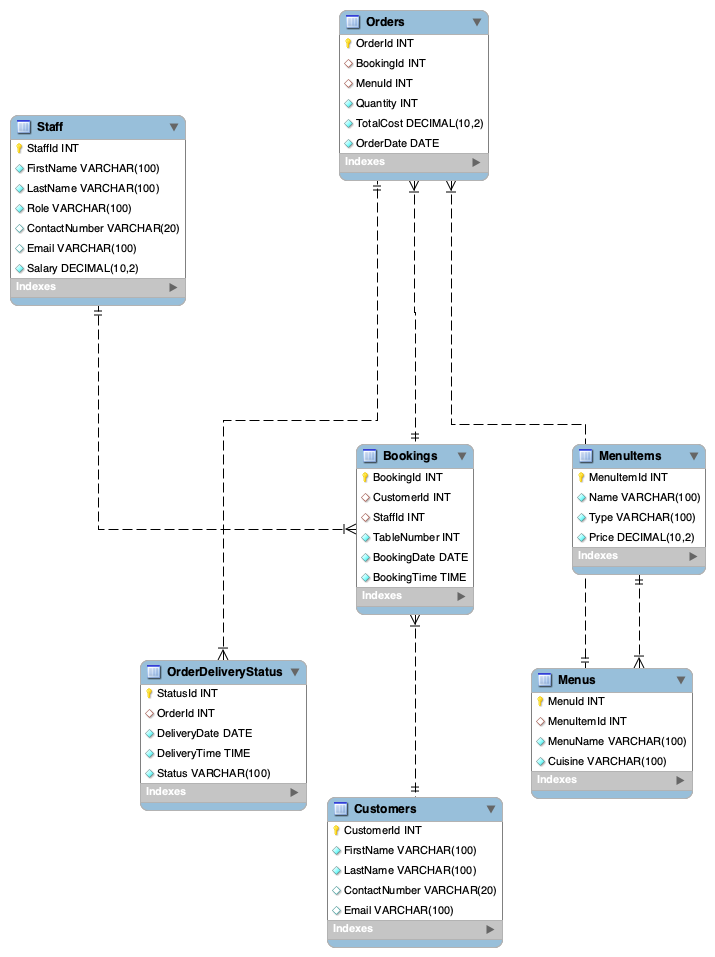 Orders
OrderId INT
BookingId INT
MenuId INT
Quantity INT
TotalCost DECIMAL(10,2)
OrderDate DATE
Indexes
Staff
StaffId INT
FirstName VARCHAR(100)
LastName VARCHAR(100)
Role VARCHAR(100)
ContactNumber VARCHAR(20)
Email VARCHAR(100)
Salary DECIMAL(10,2)
Indexes
Bookings
BookingId INT
CustomerId INT
StaffId INT
TableNumber INT
BookingDate DATE
BookingTime TIME
Indexes
MenuItems
MenuItemId INT
Name VARCHAR(100)
Type VARCHAR(100)
Price DECIMAL(10,2)
Indexes
OrderDeliveryStatus
StatusId INT
OrderId INT
DeliveryDate DATE
DeliveryTime TIME
Status VARCHAR(100)
Indexes
Menus
MenuId INT
MenuItemId INT
MenuName VARCHAR(100)
Cuisine VARCHAR(100)
Indexes
Customers
CustomerId INT
FirstName VARCHAR(100)
LastName VARCHAR(100)
ContactNumber VARCHAR(20)
Email VARCHAR(100)
Indexes